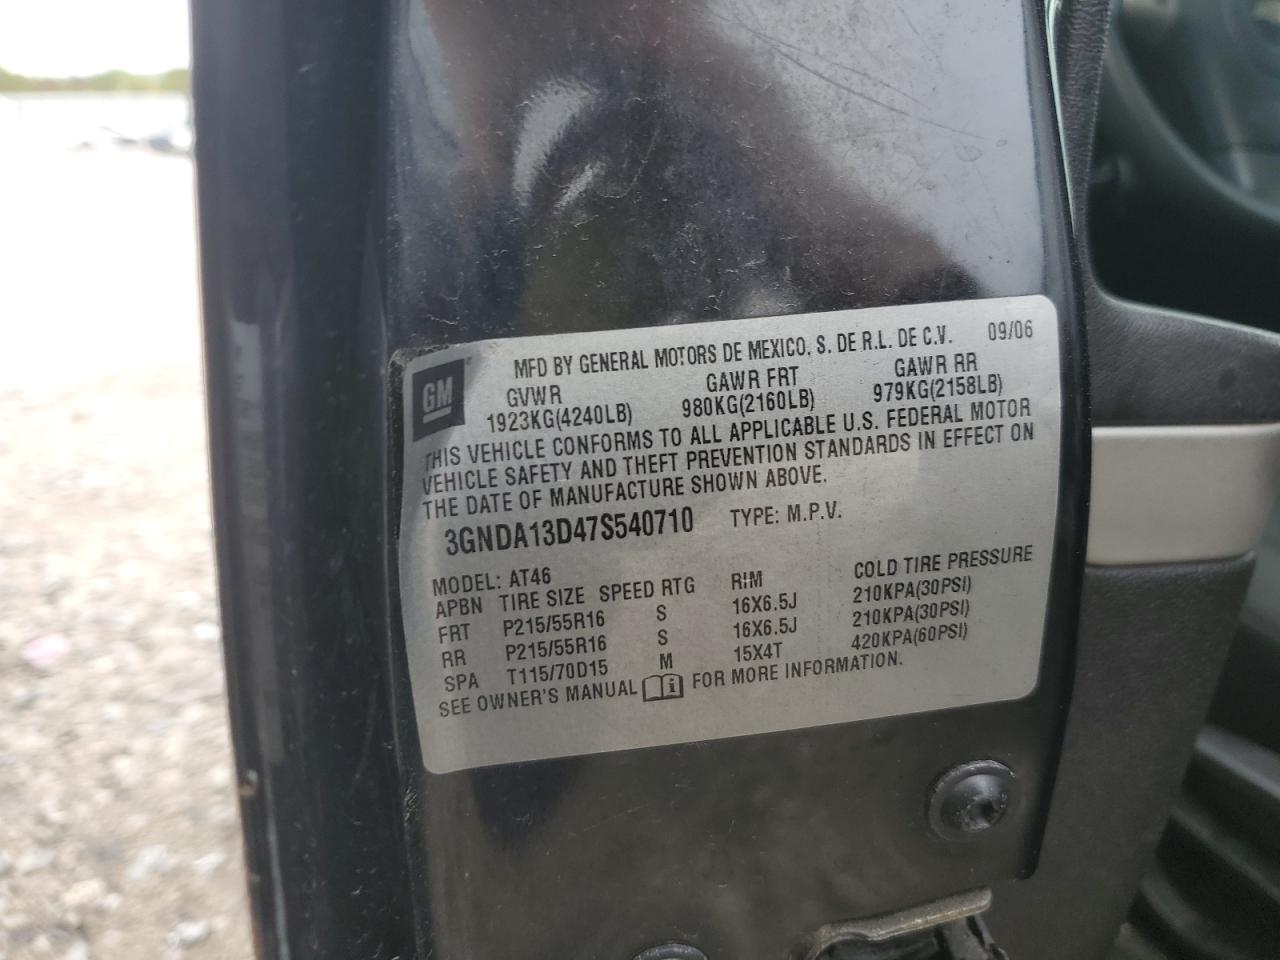 GM
MFD BY GENERAL MOTORS DE MEXICO, S. DE R.L. DE C.V. 09/06
GVWR GAWR FRT GAWR RR
1923KG(4240LB) 980KG(2160LB) 979KG(2158LB)
THIS VEHICLE CONFORMS TO ALL APPLICABLE U.S. FEDERAL MOTOR
VEHICLE SAFETY AND THEFT PREVENTION STANDARDS IN EFFECT ON
THE DATE OF MANUFACTURE SHOWN ABOVE.
3GNDA13D47S540710 TYPE: M.P.V.
MODEL: AT46
APBN TIRE SIZE SPEED RTG RIM COLD TIRE PRESSURE
FRT P215/55R16 S 16X6.5J 210KPA(30PSI)
RR P215/55R16 S 16X6.5J 210KPA(30PSI)
SPA T115/70D15 M 15X4T 420KPA(60PSI)
SEE OWNER'S MANUAL i FOR MORE INFORMATION.